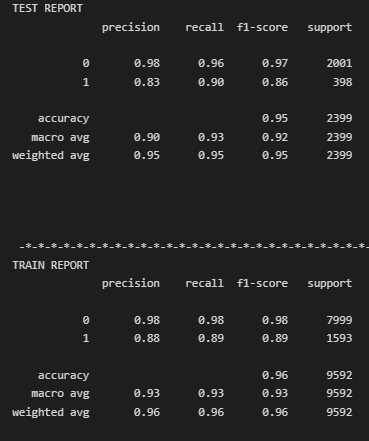 TEST REPORT
precision recall f1-score support
0 0.98 0.96 0.97 2001
1 0.83 0.90 0.86 398
accuracy 0.95 2399
macro avg 0.90 0.93 0.92 2399
weighted avg 0.95 0.95 0.95 2399
-*-*-*-*-*-*-*-*-*-*-*-*-*-*-*-*-*-*-*-*-*-*-*-*-*-*-*-
TRAIN REPORT
precision recall f1-score support
0 0.98 0.98 0.98 7999
1 0.88 0.89 0.89 1593
accuracy 0.96 9592
macro avg 0.93 0.93 0.93 9592
weighted avg 0.96 0.96 0.96 9592